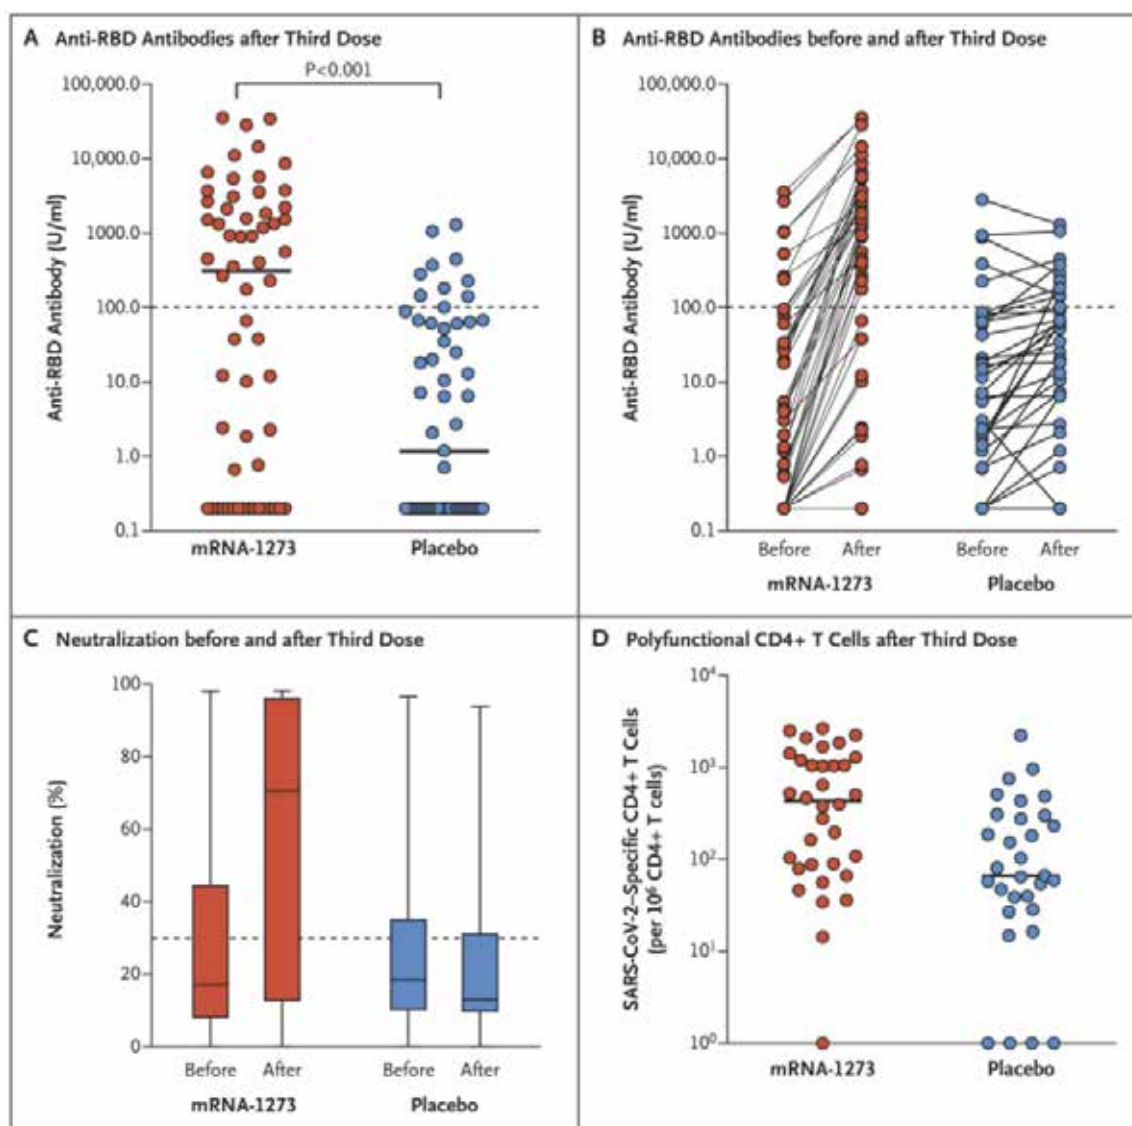 A Anti-RBD Antibodies after Third Dose
P<0.001
100,000.0
10,000.0
1000.0
100.0
10.0
1.0
0.1
Anti-RBD Antibody (U/ml)
mRNA-1273 Placebo
B Anti-RBD Antibodies before and after Third Dose
100,000.0
10,000.0
1000.0
100.0
10.0
1.0
0.1
Anti-RBD Antibody (U/ml)
Before After Before After
mRNA-1273 Placebo
C Neutralization before and after Third Dose
100
80
60
40
20
0
Neutralization (%)
Before After Before After
mRNA-1273 Placebo
D Polyfunctional CD4+ T Cells after Third Dose
10⁴
10³
10²
10¹
10⁰
SARS-CoV-2–Specific CD4+ T Cells
(per 10⁶ CD4+ T cells)
mRNA-1273 Placebo